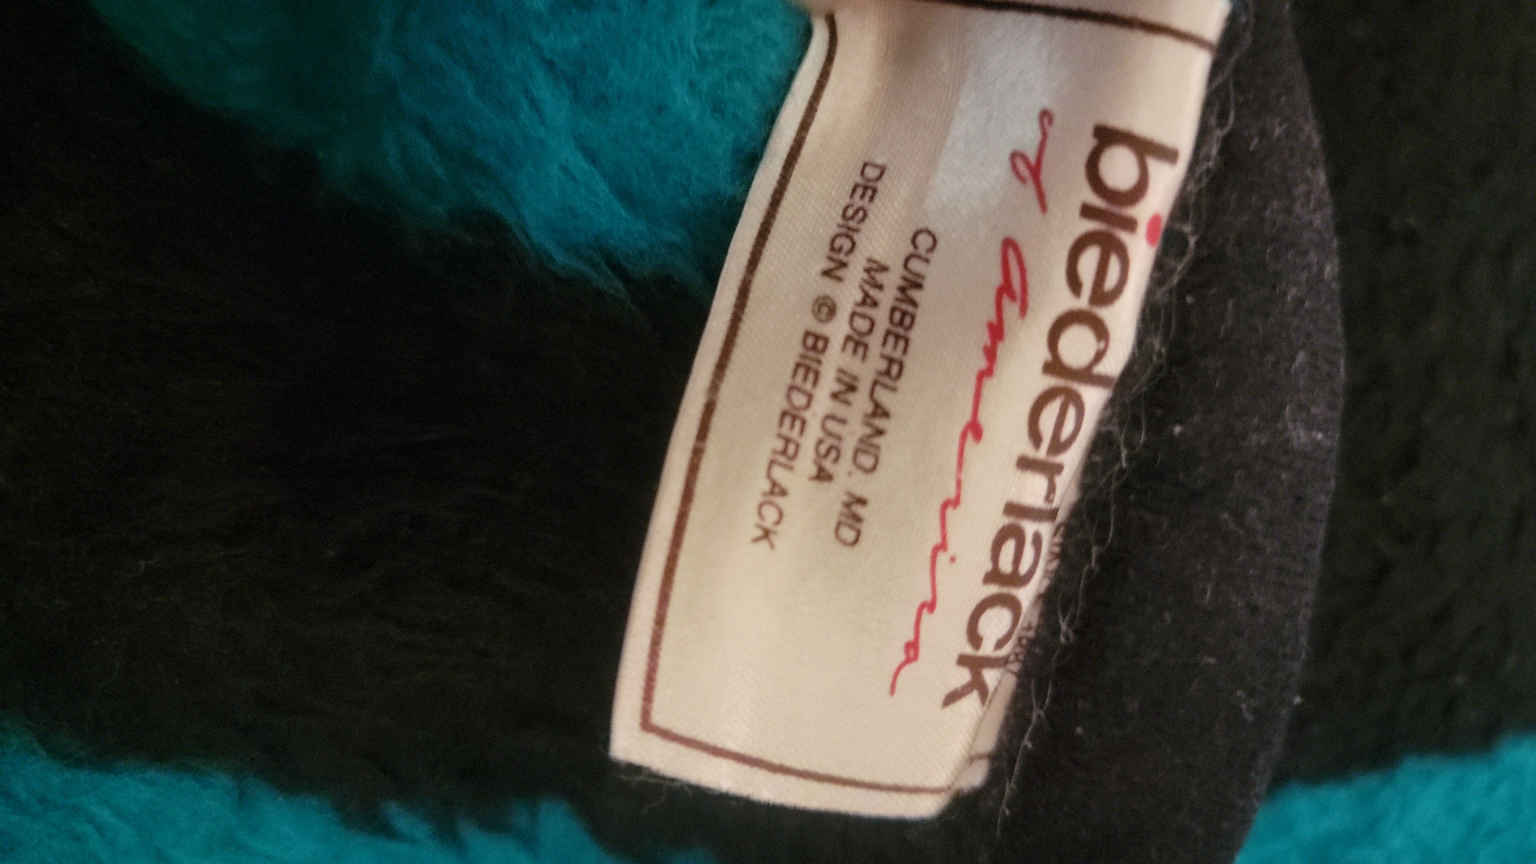 biederlack
of america
CUMBERLAND, MD
MADE IN USA
DESIGN © BIEDERLACK